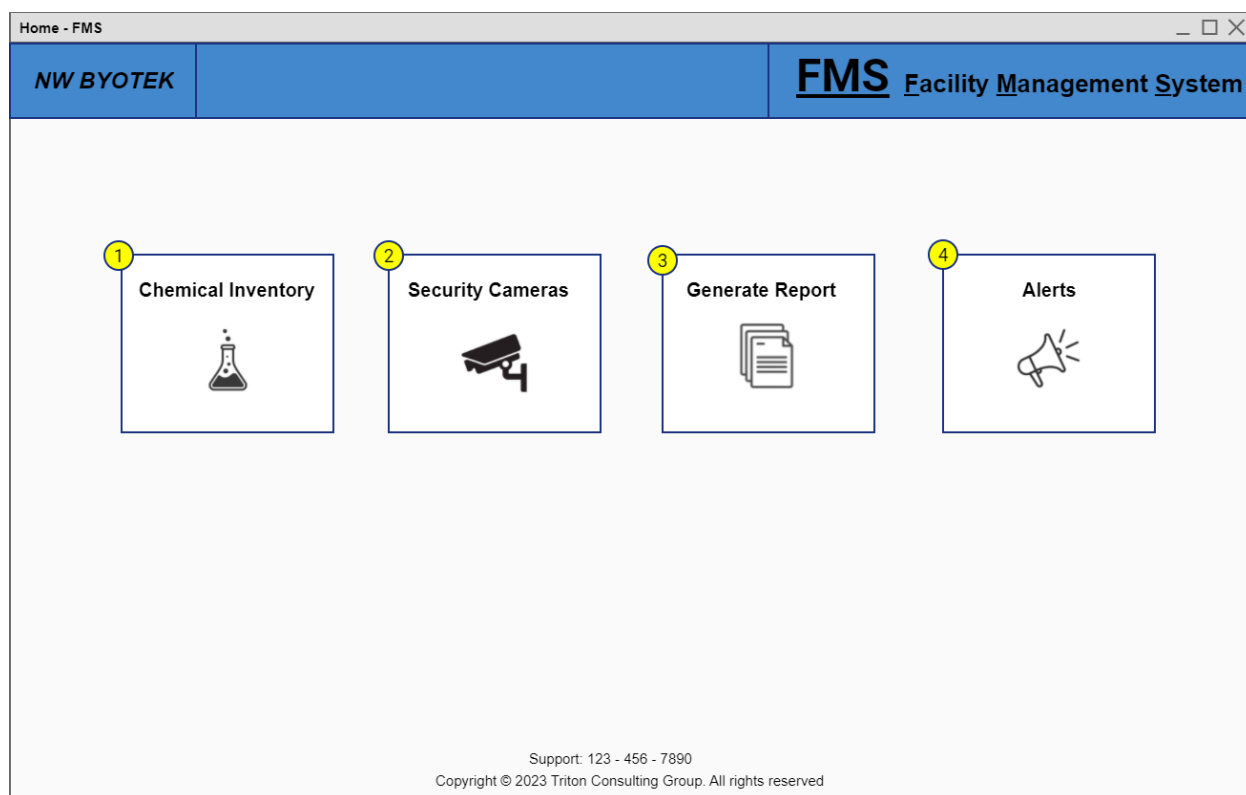 Home - FMS
NW BYOTEK
FMS Facility Management System
1
Chemical Inventory
2
Security Cameras
3
Generate Report
4
Alerts
Support: 123 - 456 - 7890
Copyright © 2023 Triton Consulting Group. All rights reserved